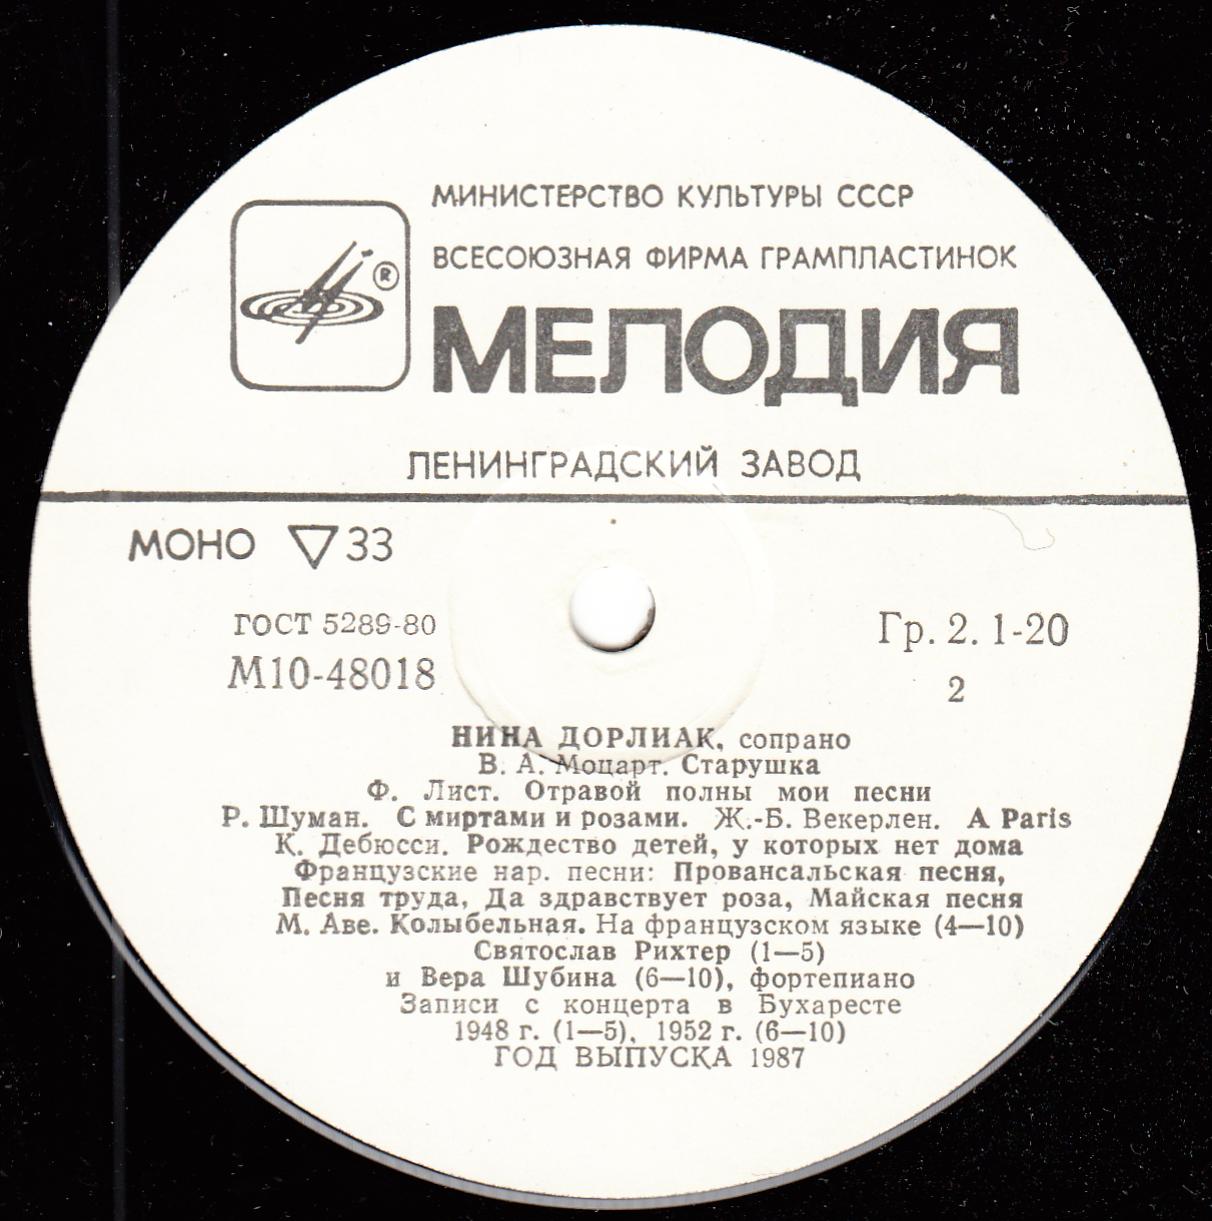 МИНИСТЕРСТВО КУЛЬТУРЫ СССР
ВСЕСОЮЗНАЯ ФИРМА ГРАМПЛАСТИНОК
®
МЕЛОДИЯ
ЛЕНИНГРАДСКИЙ ЗАВОД
МОНО ▽ 33
ГОСТ 5289-80
М10-48018
Гр. 2. 1-20
2
НИНА ДОРЛИАК, сопрано
В. А. Моцарт. Старушка
Ф. Лист. Отравой полны мои песни
Р. Шуман. С миртами и розами. Ж.-Б. Векерлен. A Paris
К. Дебюсси. Рождество детей, у которых нет дома
Французские нар. песни: Провансальская песня,
Песня труда, Да здравствует роза, Майская песня
М. Аве. Колыбельная. На французском языке (4—10)
Святослав Рихтер (1—5)
и Вера Шубина (6—10), фортепиано
Записи с концерта в Бухаресте
1948 г. (1—5), 1952 г. (6—10)
ГОД ВЫПУСКА 1987